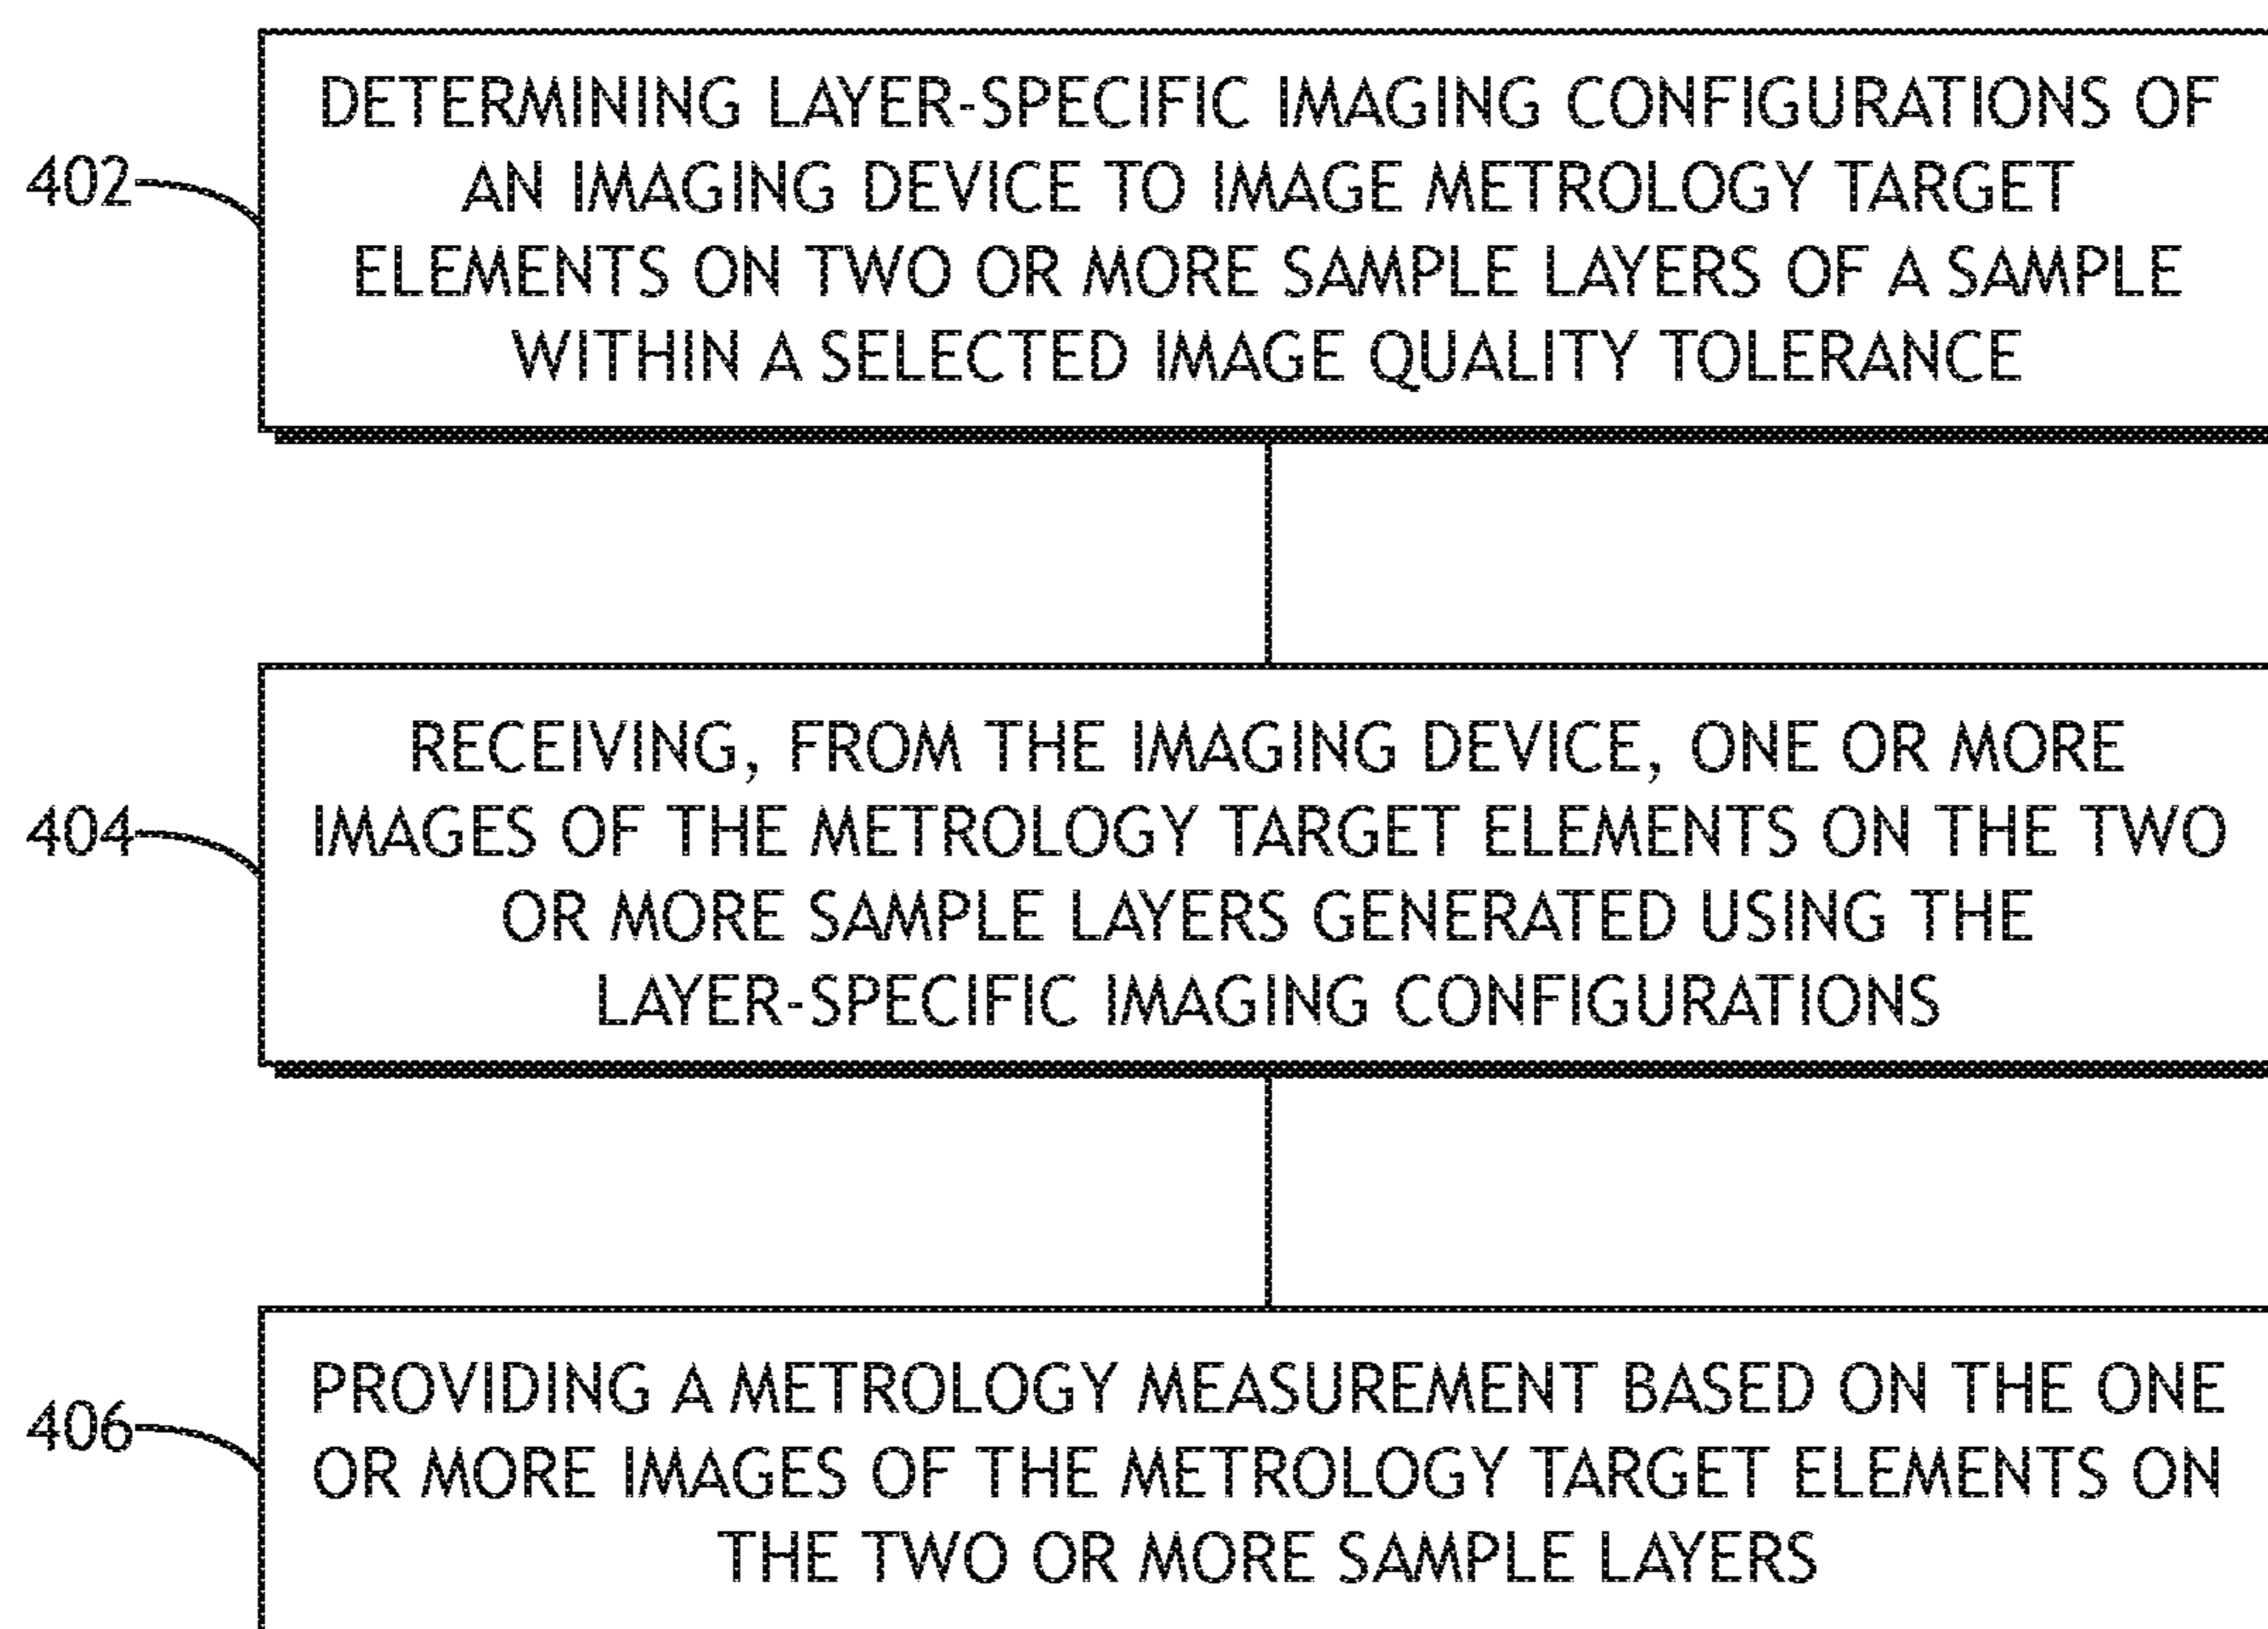 DETERMINING LAYER-SPECIFIC IMAGING CONFIGURATIONS OF
402 AN IMAGING DEVICE TO IMAGE METROLOGY TARGET
ELEMENTS ON TWO OR MORE SAMPLE LAYERS OF A SAMPLE
WITHIN A SELECTED IMAGE QUALITY TOLERANCE
RECEIVING, FROM THE IMAGING DEVICE, ONE OR MORE
404 IMAGES OF THE METROLOGY TARGET ELEMENTS ON THE TWO
OR MORE SAMPLE LAYERS GENERATED USING THE
LAYER-SPECIFIC IMAGING CONFIGURATIONS
PROVIDING A METROLOGY MEASUREMENT BASED ON THE ONE
406 OR MORE IMAGES OF THE METROLOGY TARGET ELEMENTS ON
THE TWO OR MORE SAMPLE LAYERS